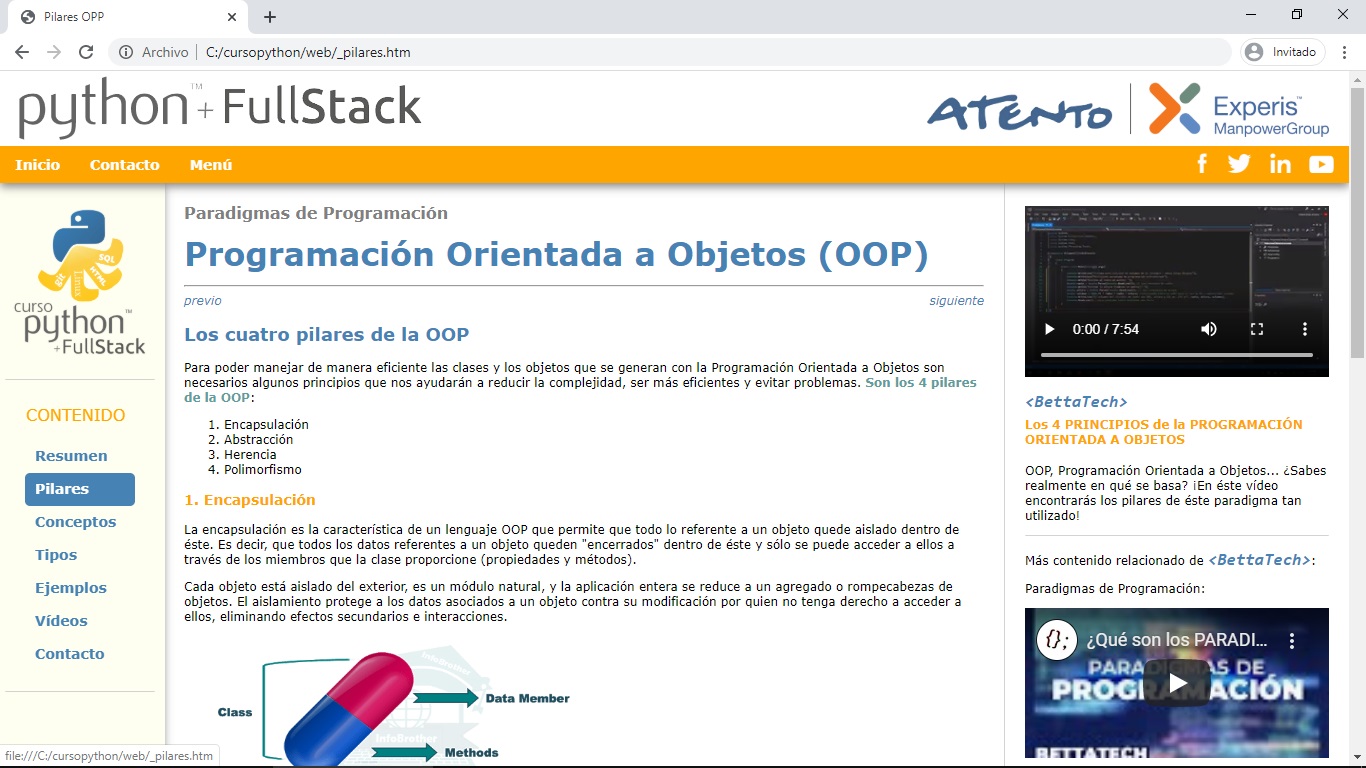 Pilares OPP
Archivo
C:/cursopython/web/_pilares.htm
Invitado
python™ + FullStack
ATENTO
Experis™
ManpowerGroup
Inicio
Contacto
Menú
git
SQL
HTML
Linux
curso
python™
+FullStack
CONTENIDO
Resumen
Pilares
Conceptos
Tipos
Ejemplos
Vídeos
Contacto
file:///C:/cursopython/web/_pilares.htm
Paradigmas de Programación
Programación Orientada a Objetos (OOP)
previo
siguiente
Los cuatro pilares de la OOP
Para poder manejar de manera eficiente las clases y los objetos que se generan con la Programación Orientada a Objetos son
necesarios algunos principios que nos ayudarán a reducir la complejidad, ser más eficientes y evitar problemas. Son los 4 pilares
de la OOP:
1. Encapsulación
2. Abstracción
3. Herencia
4. Polimorfismo
1. Encapsulación
La encapsulación es la característica de un lenguaje OOP que permite que todo lo referente a un objeto quede aislado dentro de
éste. Es decir, que todos los datos referentes a un objeto queden "encerrados" dentro de éste y sólo se puede acceder a ellos a
través de los miembros que la clase proporcione (propiedades y métodos).
Cada objeto está aislado del exterior, es un módulo natural, y la aplicación entera se reduce a un agregado o rompecabezas de
objetos. El aislamiento protege a los datos asociados a un objeto contra su modificación por quien no tenga derecho a acceder a
ellos, eliminando efectos secundarios e interacciones.
InfoBrother
Class
Data Member
InfoBrother
Methods
0:00 / 7:54
<BettaTech>
Los 4 PRINCIPIOS de la PROGRAMACIÓN
ORIENTADA A OBJETOS
OOP, Programación Orientada a Objetos... ¿Sabes
realmente en qué se basa? ¡En éste vídeo
encontrarás los pilares de éste paradigma tan
utilizado!
Más contenido relacionado de <BettaTech>:
Paradigmas de Programación:
{};
¿Qué son los PARADI...
PARADIGMAS DE
PROGRAMACIÓN
BETTATECH